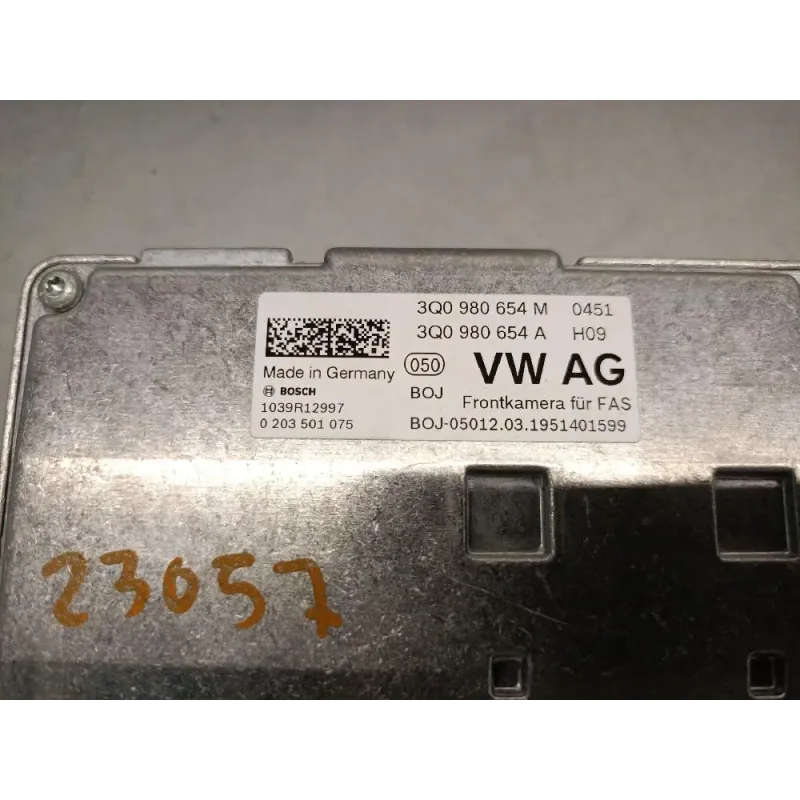 3Q0 980 654 M 0451
3Q0 980 654 A H09
Made in Germany 050 VW AG
BOSCH BOJ Frontkamera für FAS
1039R12997
0 203 501 075 BOJ-05012.03.1951401599
23057